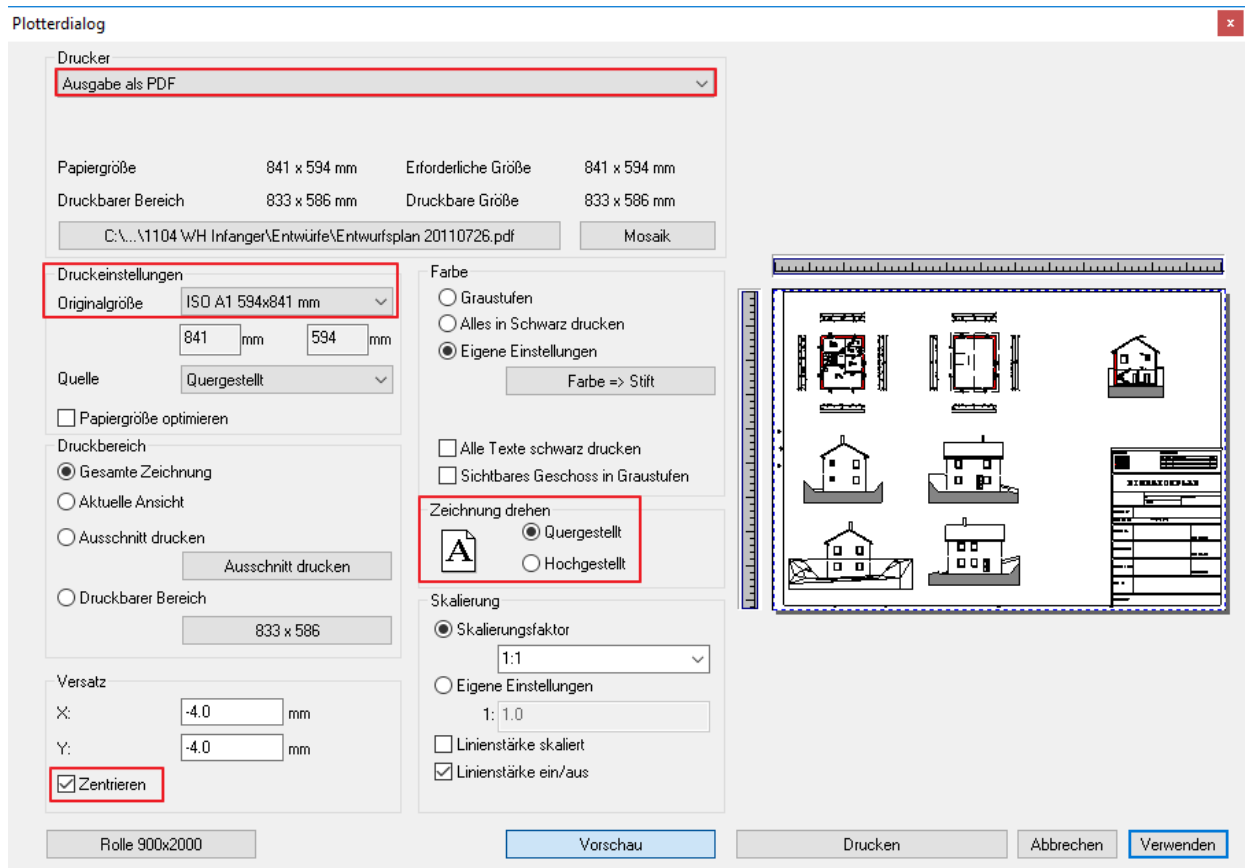 Plotterdialog
x
Drucker
Ausgabe als PDF
Papiergröße 841 x 594 mm Erforderliche Größe 841 x 594 mm
Druckbarer Bereich 833 x 586 mm Druckbare Größe 833 x 586 mm
C:\...\1104 WH Infanger\Entwürfe\Entwurfsplan 20110726.pdf Mosaik
Druckeinstellungen
Originalgröße ISO A1 594x841 mm
841 mm 594 mm
Quelle Quergestellt
Papiergröße optimieren
Druckbereich
Gesamte Zeichnung
Aktuelle Ansicht
Ausschnitt drucken
Ausschnitt drucken
Druckbarer Bereich
833 x 586
Versatz
X: -4.0 mm
Y: -4.0 mm
Zentrieren
Farbe
Graustufen
Alles in Schwarz drucken
Eigene Einstellungen
Farbe => Stift
Alle Texte schwarz drucken
Sichtbares Geschoss in Graustufen
Zeichnung drehen
A
Quergestellt
Hochgestellt
Skalierung
Skalierungsfaktor
1:1
Eigene Einstellungen
1: 1.0
Linienstärke skaliert
Linienstärke ein/aus
Rolle 900x2000 Vorschau Drucken Abbrechen Verwenden